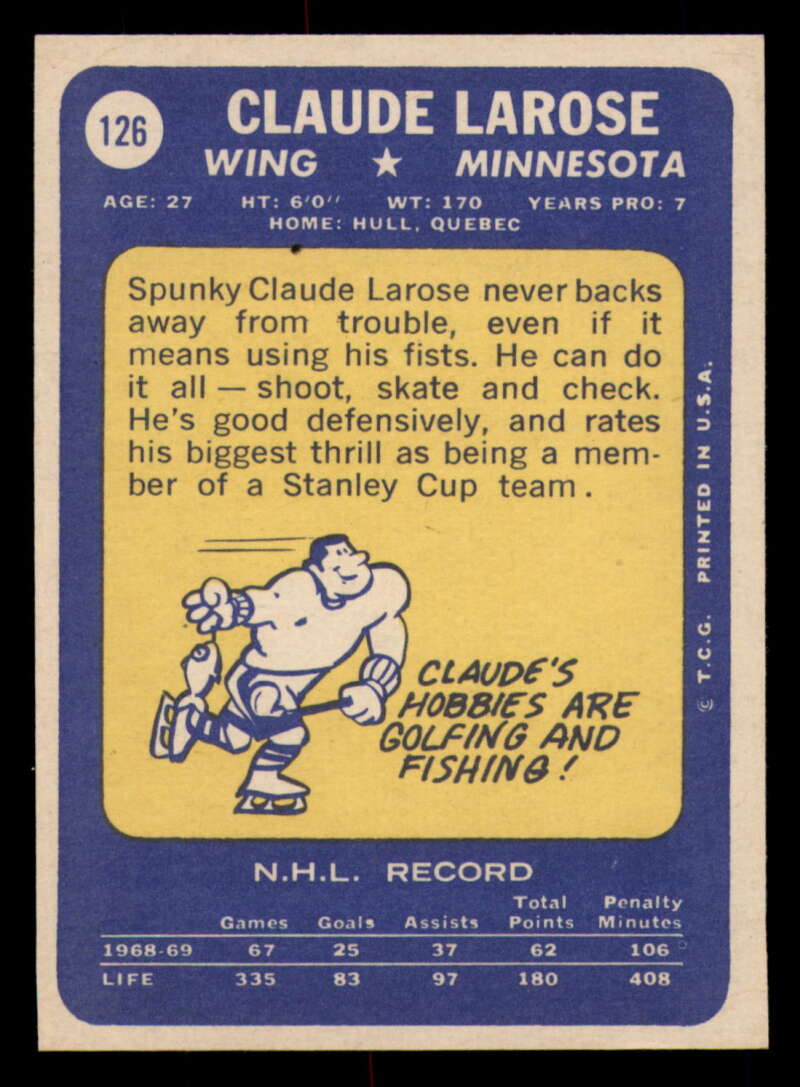 126
CLAUDE LAROSE
WING ★ MINNESOTA
AGE: 27 HT: 6'0" WT: 170 YEARS PRO: 7
HOME: HULL, QUEBEC
Spunky Claude Larose never backs
away from trouble, even if it
means using his fists. He can do
it all — shoot, skate and check.
He's good defensively, and rates
his biggest thrill as being a mem-
ber of a Stanley Cup team.
CLAUDE'S
HOBBIES ARE
GOLFING AND
FISHING!
© T.C.G. PRINTED IN U.S.A.
N.H.L. RECORD
Games Goals Assists Total Points Penalty Minutes
1968-69 67 25 37 62 106
LIFE 335 83 97 180 408